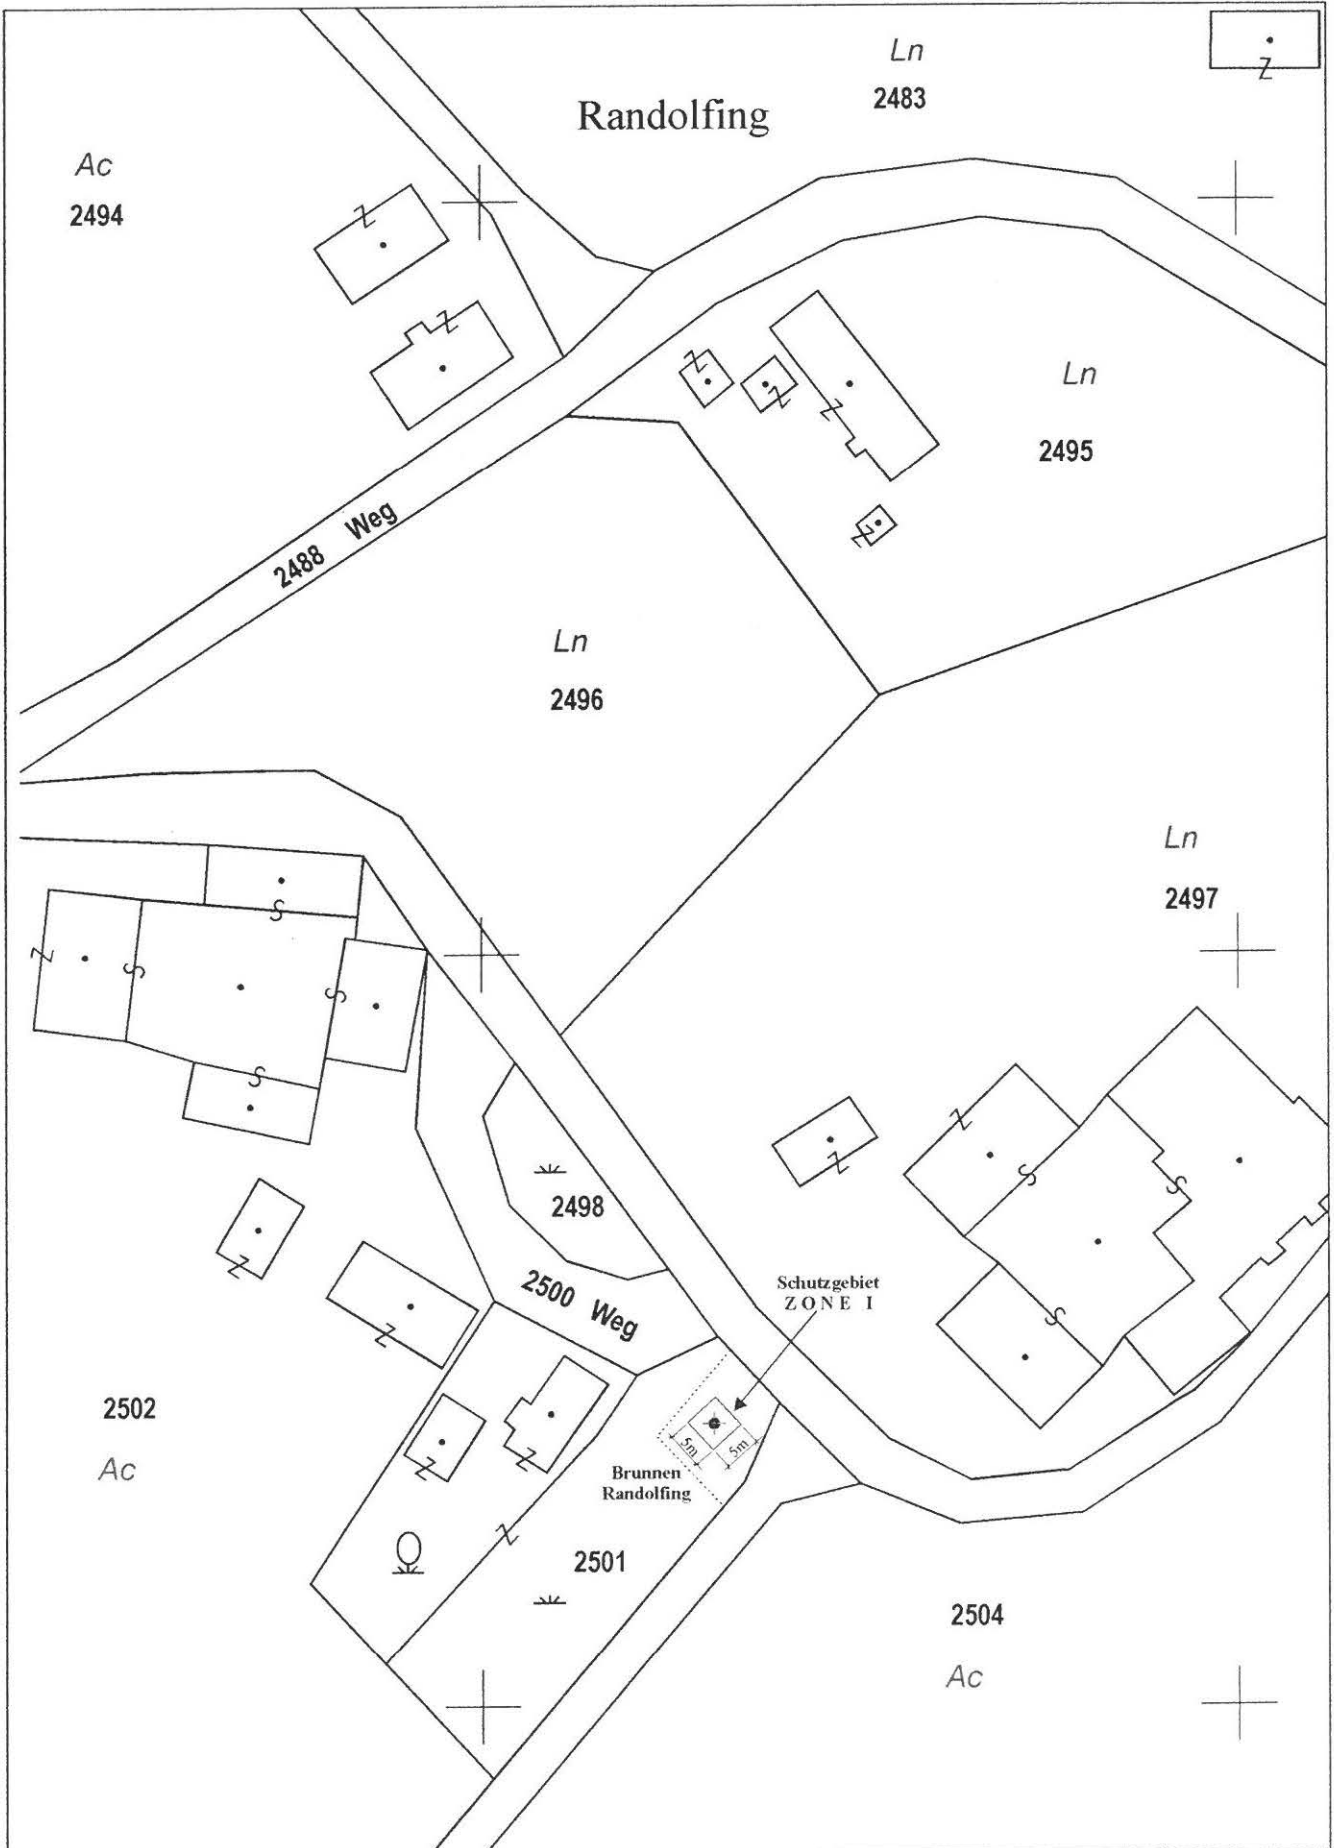 Ln
2483
Z
Randolfing
Ac
2494
Z
Z
Z
Z
Z
Ln
2495
Z
2488 Weg
Ln
2496
Ln
2497
S
Z
S
S
S
Z
Z
S
S
Z
2498
Z
2500 Weg
Schutzgebiet
ZONE I
S
Z
2502
Ac
5m
5m
Z
Z
Brunnen
Randolfing
Z
2501
2504
Ac